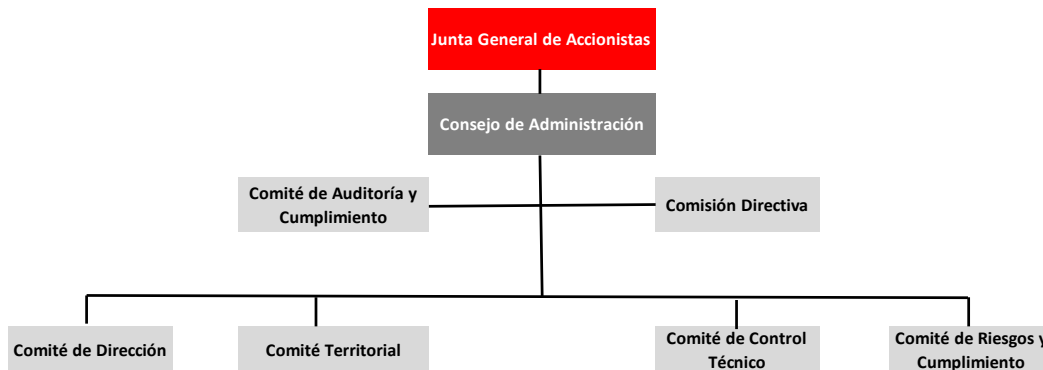 Junta General de Accionistas
Consejo de Administración
Comité de Auditoría y
Cumplimiento
Comisión Directiva
Comité de Dirección
Comité Territorial
Comité de Control
Técnico
Comité de Riesgos y
Cumplimiento